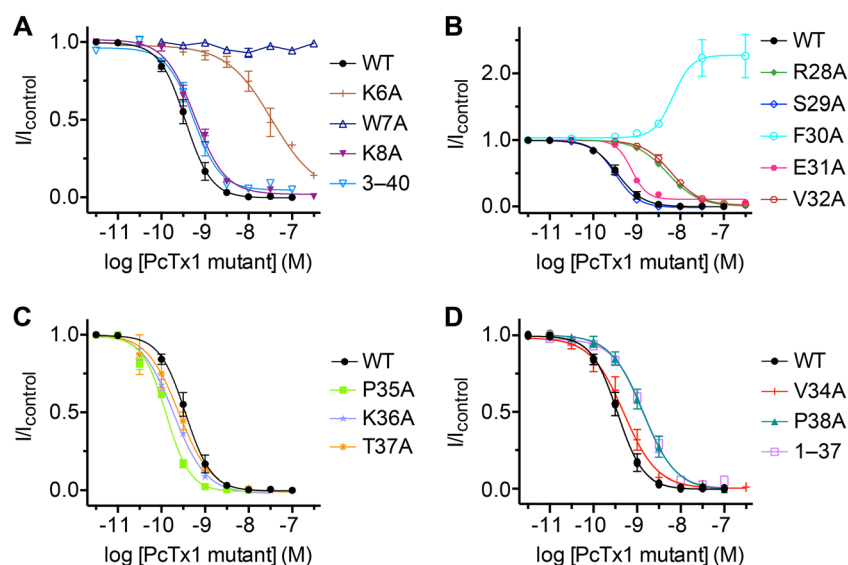 A
I/Icontrol
1.0
0.5
0.0
-11 -10 -9 -8 -7
log [PcTx1 mutant] (M)
WT
K6A
W7A
K8A
3–40
B
I/Icontrol
2.0
1.0
0.0
-11 -10 -9 -8 -7
log [PcTx1 mutant] (M)
WT
R28A
S29A
F30A
E31A
V32A
C
I/Icontrol
1.0
0.5
0.0
-11 -10 -9 -8 -7
log [PcTx1 mutant] (M)
WT
P35A
K36A
T37A
D
I/Icontrol
1.0
0.5
0.0
-11 -10 -9 -8 -7
log [PcTx1 mutant] (M)
WT
V34A
P38A
1–37